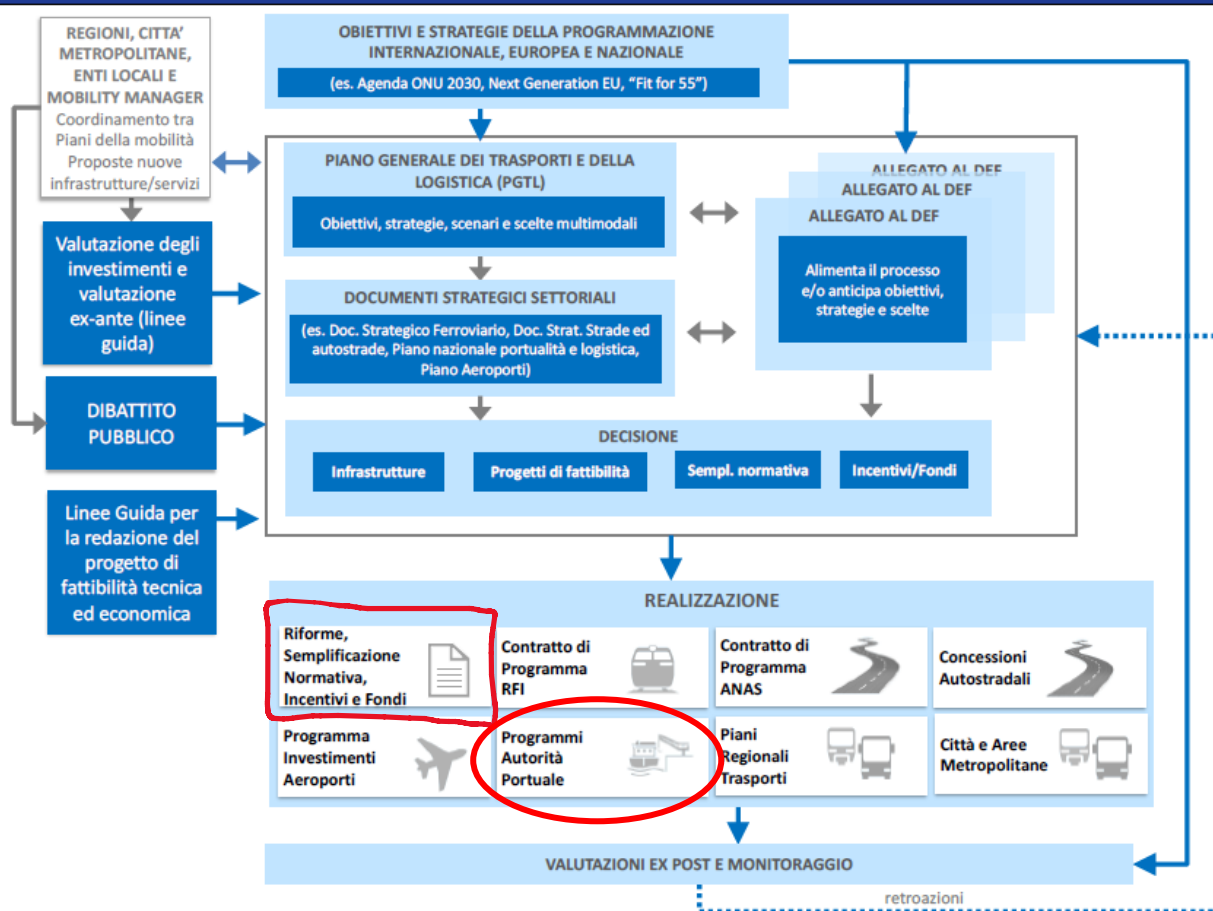 REGIONI, CITTA'
METROPOLITANE,
ENTI LOCALI E
MOBILITY MANAGER
Coordinamento tra
Piani della mobilità
Proposte nuove
infrastrutture/servizi
OBIETTIVI E STRATEGIE DELLA PROGRAMMAZIONE
INTERNAZIONALE, EUROPEA E NAZIONALE
(es. Agenda ONU 2030, Next Generation EU, "Fit for 55")
PIANO GENERALE DEI TRASPORTI E DELLA
LOGISTICA (PGTL)
Obiettivi, strategie, scenari e scelte multimodali
ALLEGATO AL DEF
ALLEGATO AL DEF
ALLEGATO AL DEF
Alimenta il processo
e/o anticipa obiettivi,
strategie e scelte
Valutazione degli
investimenti e
valutazione
ex-ante (linee
guida)
DOCUMENTI STRATEGICI SETTORIALI
(es. Doc. Strategico Ferroviario, Doc. Strat. Strade ed
autostrade, Piano nazionale portualità e logistica,
Piano Aeroporti)
DIBATTITO
PUBBLICO
DECISIONE
Infrastrutture
Progetti di fattibilità
Sempl. normativa
Incentivi/Fondi
Linee Guida per
la redazione del
progetto di
fattibilità tecnica
ed economica
REALIZZAZIONE
Riforme,
Semplificazione
Normativa,
Incentivi e Fondi
Contratto di
Programma
RFI
Contratto di
Programma
ANAS
Concessioni
Autostradali
Programma
Investimenti
Aeroporti
Programmi
Autorità
Portuale
Piani
Regionali
Trasporti
Città e Aree
Metropolitane
VALUTAZIONI EX POST E MONITORAGGIO
retroazioni